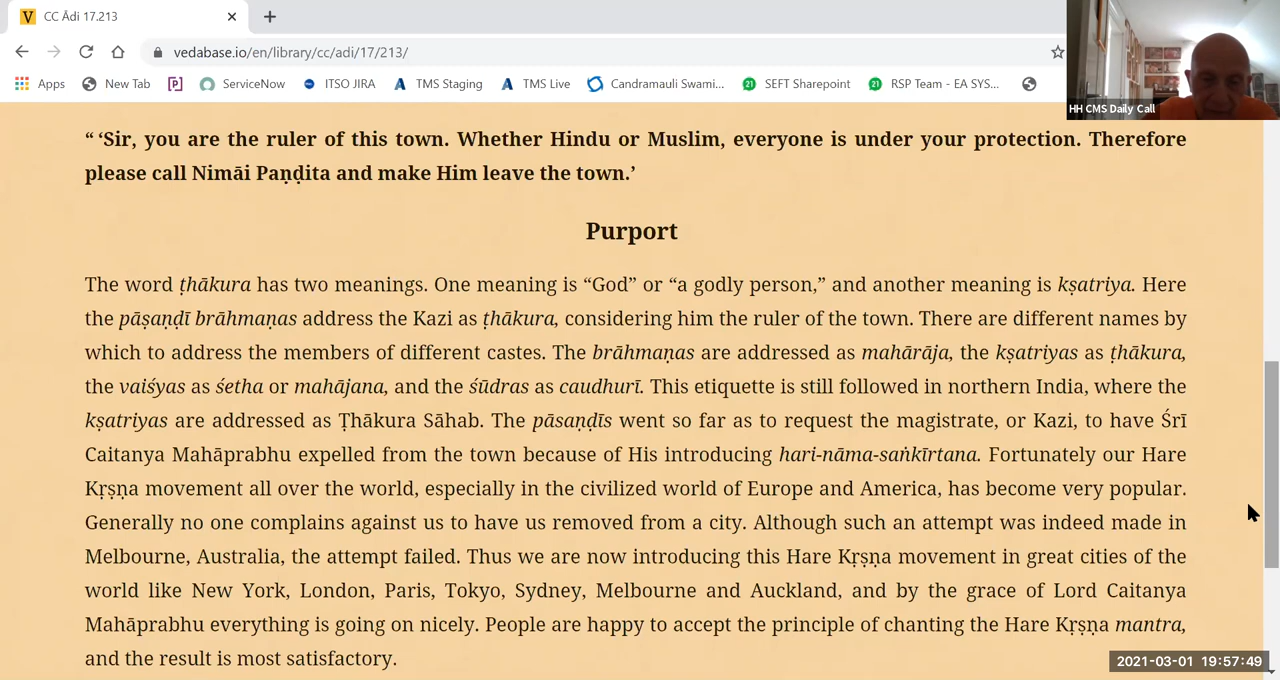 CC Ādi 17.213
vedabase.io/en/library/cc/adi/17/213/
Apps New Tab ServiceNow ITSO JIRA TMS Staging TMS Live Candramauli Swami... SEFT Sharepoint RSP Team - EA SYS...
HH CMS Daily Call
“ ‘Sir, you are the ruler of this town. Whether Hindu or Muslim, everyone is under your protection. Therefore
please call Nimāi Paṇḍita and make Him leave the town.’
Purport
The word ṭhākura has two meanings. One meaning is “God” or “a godly person,” and another meaning is kṣatriya. Here
the pāṣaṇḍī brāhmaṇas address the Kazi as ṭhākura, considering him the ruler of the town. There are different names by
which to address the members of different castes. The brāhmaṇas are addressed as mahārāja, the kṣatriyas as ṭhākura,
the vaiśyas as śetha or mahājana, and the śūdras as caudhurī. This etiquette is still followed in northern India, where the
kṣatriyas are addressed as Ṭhākura Sāhab. The pāsaṇḍīs went so far as to request the magistrate, or Kazi, to have Śrī
Caitanya Mahāprabhu expelled from the town because of His introducing hari-nāma-saṅkīrtana. Fortunately our Hare
Kṛṣṇa movement all over the world, especially in the civilized world of Europe and America, has become very popular.
Generally no one complains against us to have us removed from a city. Although such an attempt was indeed made in
Melbourne, Australia, the attempt failed. Thus we are now introducing this Hare Kṛṣṇa movement in great cities of the
world like New York, London, Paris, Tokyo, Sydney, Melbourne and Auckland, and by the grace of Lord Caitanya
Mahāprabhu everything is going on nicely. People are happy to accept the principle of chanting the Hare Kṛṣṇa mantra,
and the result is most satisfactory.
2021-03-01 19:57:49